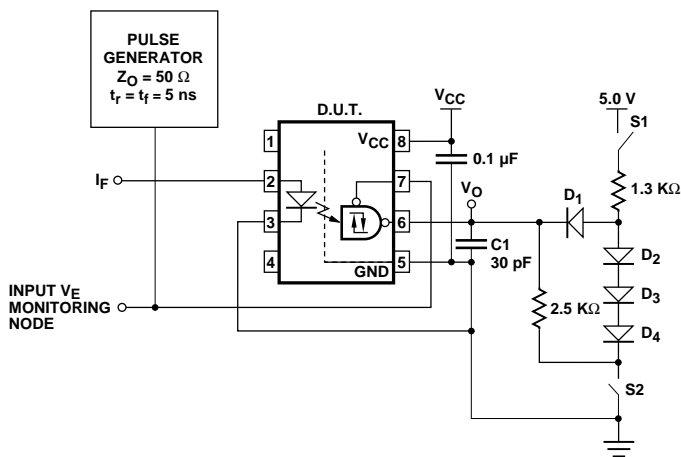 PULSE
GENERATOR
ZO = 50 Ω
tr = tf = 5 ns
D.U.T.
VCC
5.0 V
S1
1
VCC
8
0.1 µF
1.3 KΩ
IF
2
7
VO
D1
3
6
C1
30 pF
D2
4
GND
5
2.5 KΩ
D3
INPUT VE
MONITORING
NODE
D4
S2